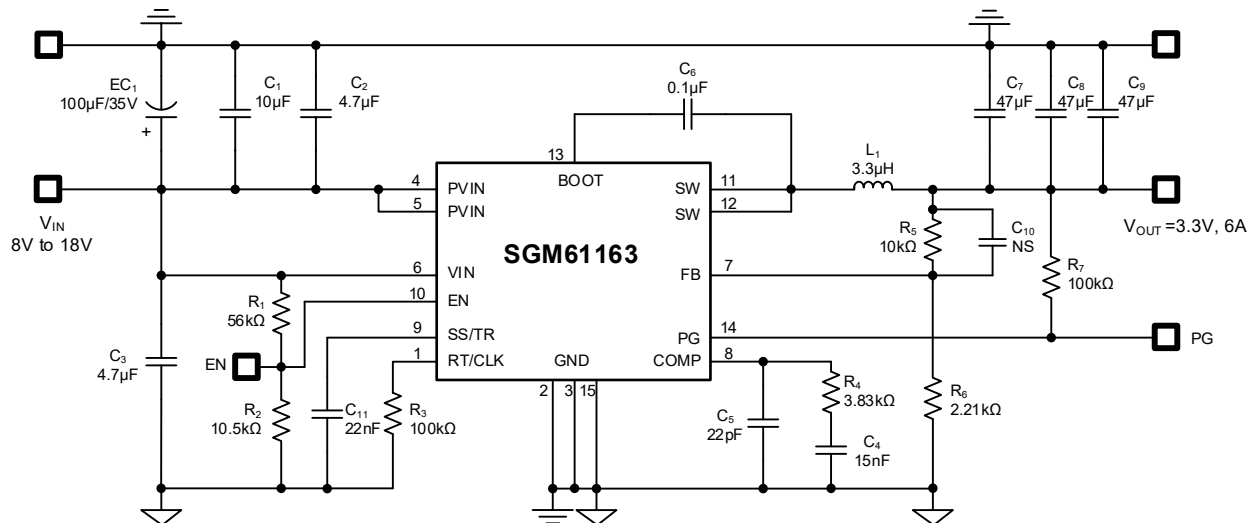 EC1
100μF/35V
+
C1
10μF
C2
4.7μF
C6
0.1μF
C7
47μF
C8
47μF
C9
47μF
VIN
8V to 18V
13
BOOT
4
PVIN
5
PVIN
SGM61163
SW
11
SW
12
L1
3.3μH
VOUT =3.3V, 6A
R5
10kΩ
C10
NS
R7
100kΩ
6
VIN
10
EN
9
SS/TR
1
RT/CLK
FB
7
PG
14
COMP
8
GND
2
3
15
PG
R1
56kΩ
EN
C3
4.7μF
R2
10.5kΩ
C11
22nF
R3
100kΩ
C5
22pF
R4
3.83kΩ
C4
15nF
R6
2.21kΩ